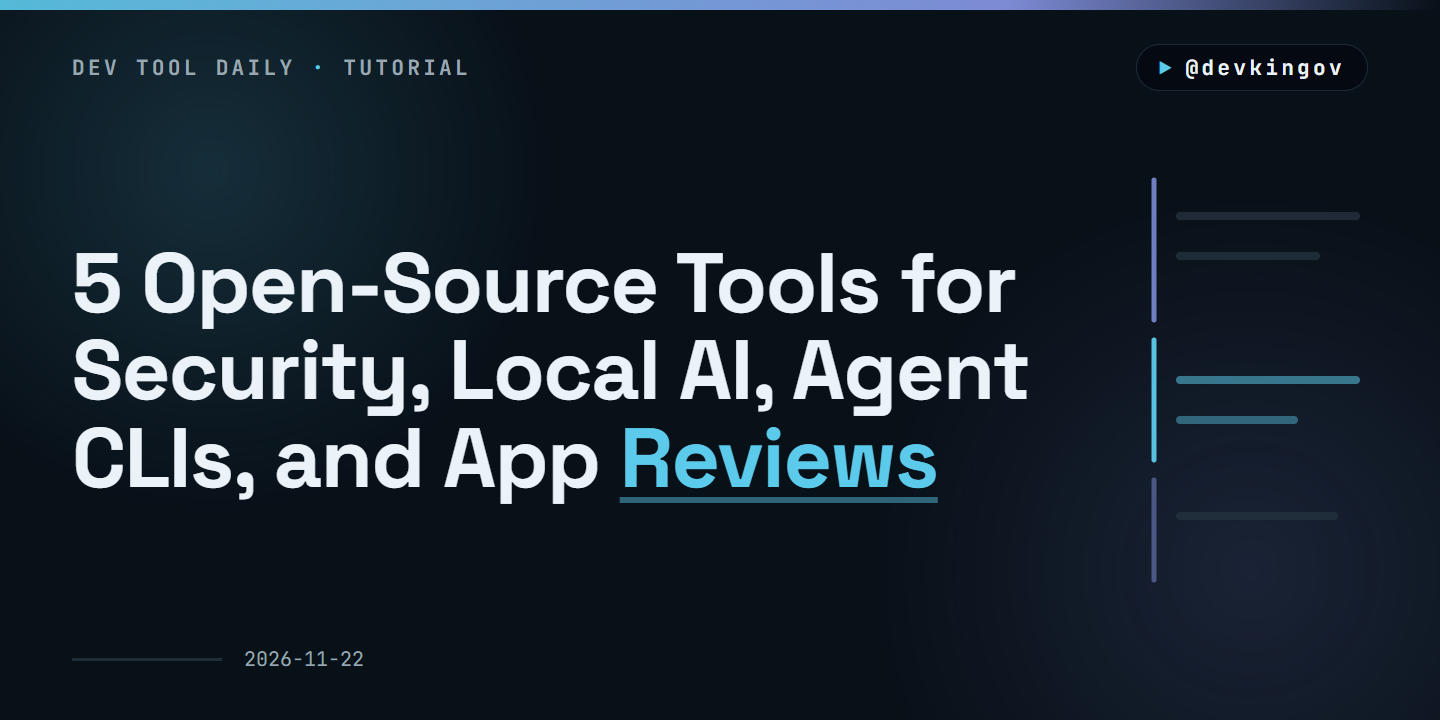 DEV TOOL DAILY · TUTORIAL
@devkingov
5 Open-Source Tools for
Security, Local AI, Agent
CLIs, and App Reviews
2026-11-22